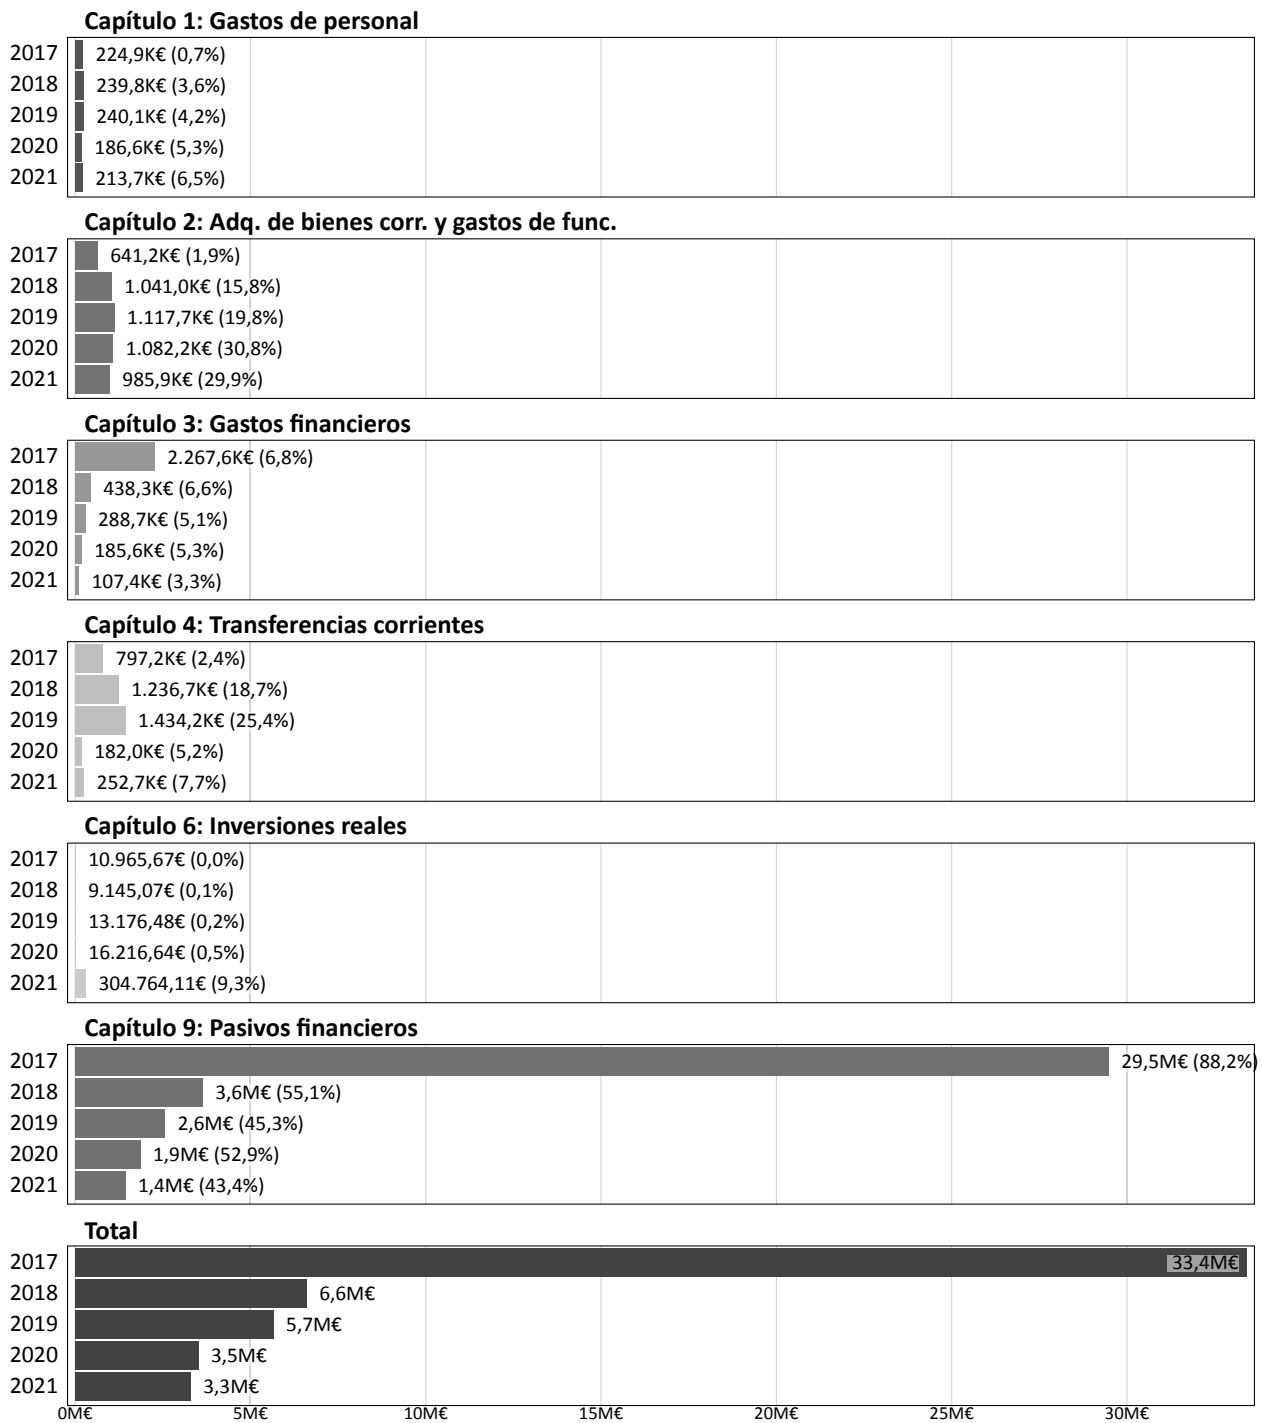 Capítulo 1: Gastos de personal
2017 224,9K€ (0,7%)
2018 239,8K€ (3,6%)
2019 240,1K€ (4,2%)
2020 186,6K€ (5,3%)
2021 213,7K€ (6,5%)
Capítulo 2: Adq. de bienes corr. y gastos de func.
2017 641,2K€ (1,9%)
2018 1.041,0K€ (15,8%)
2019 1.117,7K€ (19,8%)
2020 1.082,2K€ (30,8%)
2021 985,9K€ (29,9%)
Capítulo 3: Gastos financieros
2017 2.267,6K€ (6,8%)
2018 438,3K€ (6,6%)
2019 288,7K€ (5,1%)
2020 185,6K€ (5,3%)
2021 107,4K€ (3,3%)
Capítulo 4: Transferencias corrientes
2017 797,2K€ (2,4%)
2018 1.236,7K€ (18,7%)
2019 1.434,2K€ (25,4%)
2020 182,0K€ (5,2%)
2021 252,7K€ (7,7%)
Capítulo 6: Inversiones reales
2017 10.965,67€ (0,0%)
2018 9.145,07€ (0,1%)
2019 13.176,48€ (0,2%)
2020 16.216,64€ (0,5%)
2021 304.764,11€ (9,3%)
Capítulo 9: Pasivos financieros
2017 29,5M€ (88,2%)
2018 3,6M€ (55,1%)
2019 2,6M€ (45,3%)
2020 1,9M€ (52,9%)
2021 1,4M€ (43,4%)
Total
2017 33,4M€
2018 6,6M€
2019 5,7M€
2020 3,5M€
2021 3,3M€
0M€ 5M€ 10M€ 15M€ 20M€ 25M€ 30M€